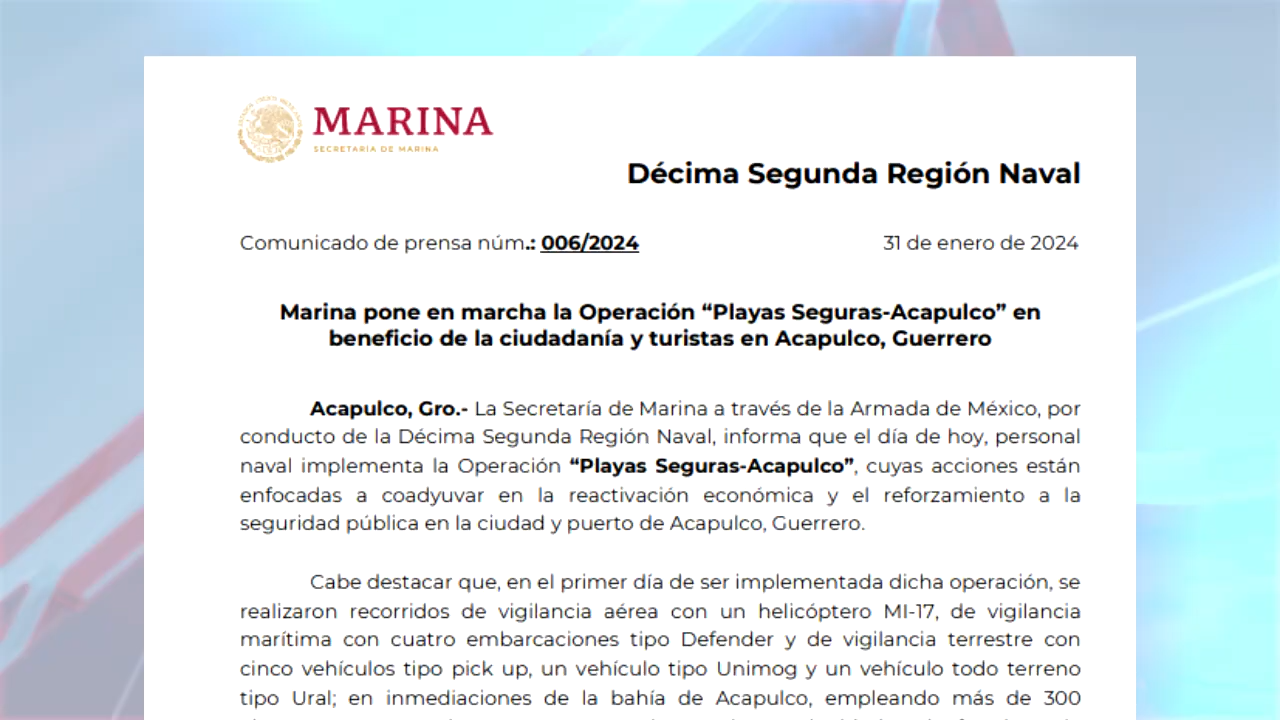 MARINA
SECRETARÍA DE MARINA
Décima Segunda Región Naval
Comunicado de prensa núm.: 006/2024 31 de enero de 2024
Marina pone en marcha la Operación “Playas Seguras-Acapulco” en
beneficio de la ciudadanía y turistas en Acapulco, Guerrero
Acapulco, Gro.- La Secretaría de Marina a través de la Armada de México, por
conducto de la Décima Segunda Región Naval, informa que el día de hoy, personal
naval implementa la Operación “Playas Seguras-Acapulco”, cuyas acciones están
enfocadas a coadyuvar en la reactivación económica y el reforzamiento a la
seguridad pública en la ciudad y puerto de Acapulco, Guerrero.
Cabe destacar que, en el primer día de ser implementada dicha operación, se
realizaron recorridos de vigilancia aérea con un helicóptero MI-17, de vigilancia
marítima con cuatro embarcaciones tipo Defender y de vigilancia terrestre con
cinco vehículos tipo pick up, un vehículo tipo Unimog y un vehículo todo terreno
tipo Ural; en inmediaciones de la bahía de Acapulco, empleando más de 300